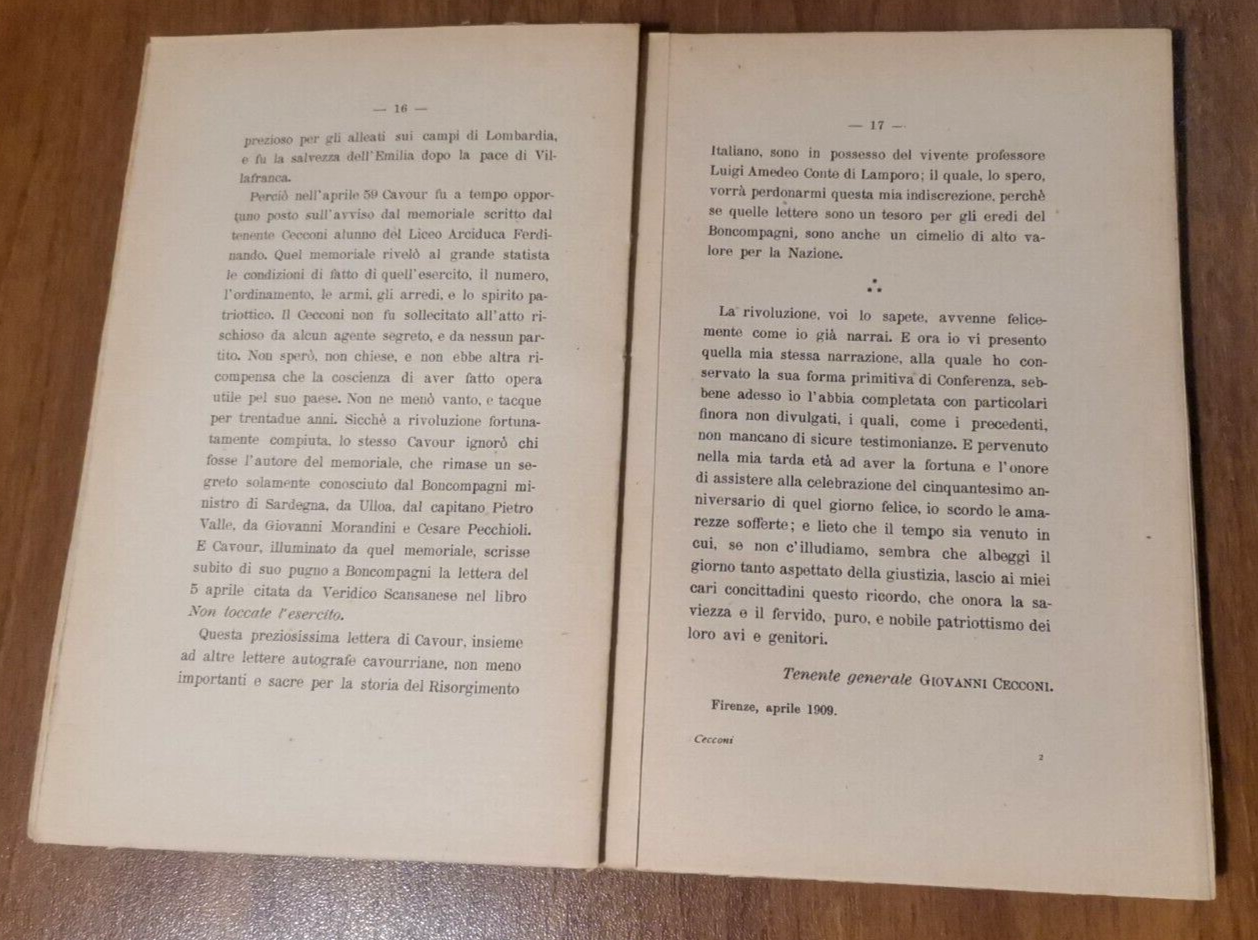 — 16 —
prezioso per gli alleati sui campi di Lombardia,
e fu la salvezza dell'Emilia dopo la pace di Vil-
lafranca.
Perciò nell'aprile 59 Cavour fu a tempo oppor-
tuno posto sull'avviso dal memoriale scritto dal
tenente Cecconi alunno del Liceo Arciduca Ferdi-
nando. Quel memoriale rivelò al grande statista
le condizioni di fatto di quell'esercito, il numero,
l'ordinamento, le armi, gli arredi, e lo spirito pa-
triottico. Il Cecconi non fu sollecitato all'atto ri-
schioso da alcun agente segreto, e da nessun par-
tito. Non sperò, non chiese, e non ebbe altra ri-
compensa che la coscienza di aver fatto opera
utile pel suo paese. Non ne menò vanto, e tacque
per trentadue anni. Sicchè a rivoluzione fortuna-
tamente compiuta, lo stesso Cavour ignorò chi
fosse l'autore del memoriale, che rimase un se-
greto solamente conosciuto dal Boncompagni mi-
nistro di Sardegna, da Ulloa, dal capitano Pietro
Valle, da Giovanni Morandini e Cesare Pecchioli.
E Cavour, illuminato da quel memoriale, scrisse
subito di suo pugno a Boncompagni la lettera del
5 aprile citata da Veridico Scansanese nel libro
Non toccate l'esercito.
Questa preziosissima lettera di Cavour, insieme
ad altre lettere autografe cavourriane, non meno
importanti e sacre per la storia del Risorgimento
— 17 —
Italiano, sono in possesso del vivente professore
Luigi Amedeo Conte di Lamporo; il quale, lo spero,
vorrà perdonarmi questa mia indiscrezione, perchè
se quelle lettere sono un tesoro per gli eredi del
Boncompagni, sono anche un cimelio di alto va-
lore per la Nazione.
∴
La rivoluzione, voi lo sapete, avvenne felice-
mente come io già narrai. E ora io vi presento
quella mia stessa narrazione, alla quale ho con-
servato la sua forma primitiva di Conferenza, seb-
bene adesso io l'abbia completata con particolari
finora non divulgati, i quali, come i precedenti,
non mancano di sicure testimonianze. E pervenuto
nella mia tarda età ad aver la fortuna e l'onore
di assistere alla celebrazione del cinquantesimo an-
niversario di quel giorno felice, io scordo le ama-
rezze sofferte; e lieto che il tempo sia venuto in
cui, se non c'illudiamo, sembra che albeggi il
giorno tanto aspettato della giustizia, lascio ai miei
cari concittadini questo ricordo, che onora la sa-
viezza e il fervido, puro, e nobile patriottismo dei
loro avi e genitori.
Tenente generale GIOVANNI CECCONI.
Firenze, aprile 1909.
Cecconi
2